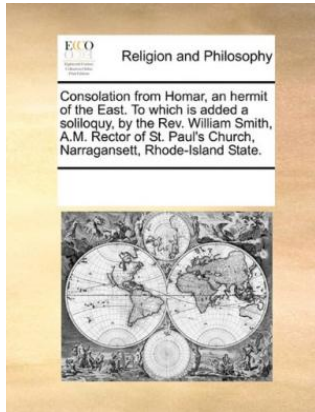 ECCO
Religion and Philosophy
Consolation from Homar, an hermit
of the East. To which is added a
soliloquy, by the Rev. William Smith,
A.M. Rector of St. Paul's Church,
Narragansett, Rhode-Island State.